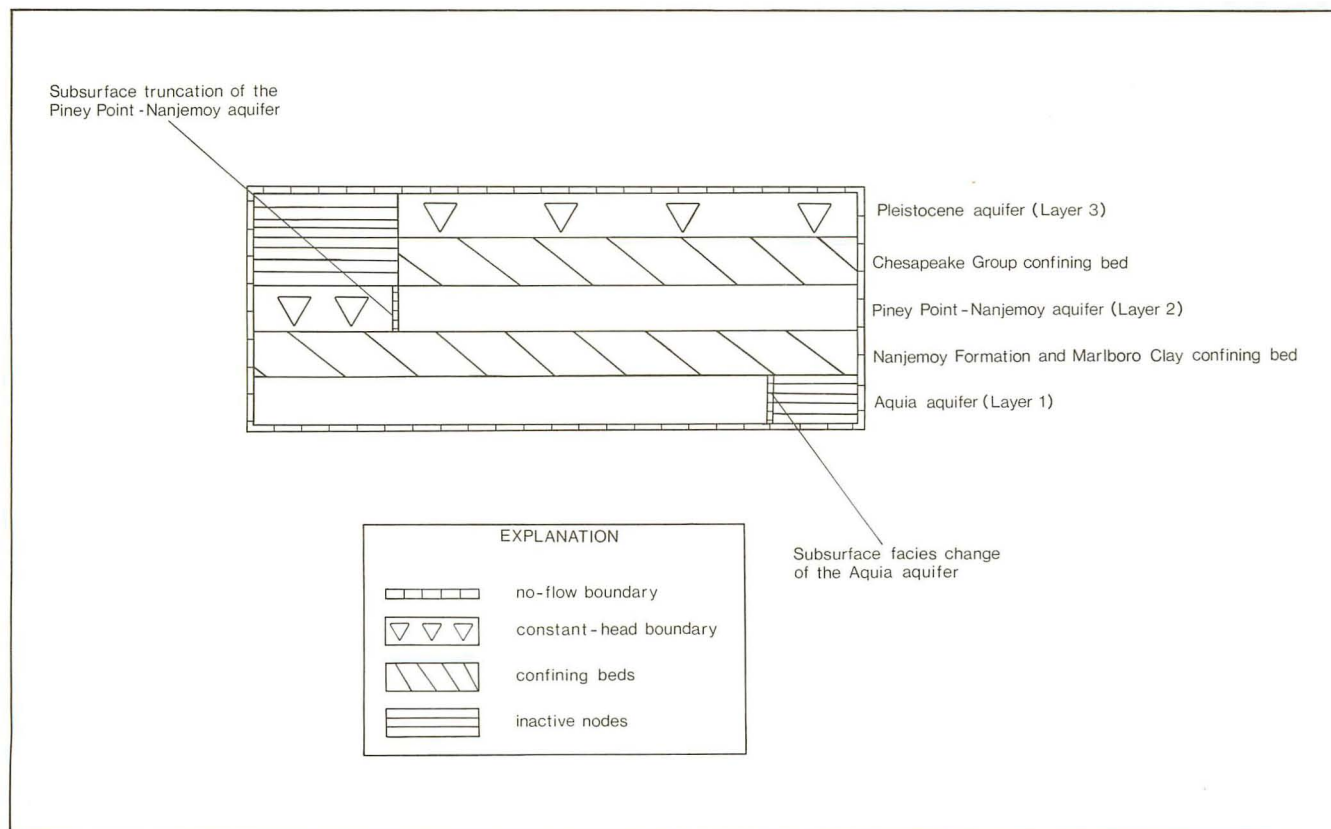 Subsurface truncation of the
Piney Point - Nanjemoy aquifer
Pleistocene aquifer (Layer 3)
Chesapeake Group confining bed
Piney Point - Nanjemoy aquifer (Layer 2)
Nanjemoy Formation and Marlboro Clay confining bed
Aquia aquifer (Layer 1)
Subsurface facies change
of the Aquia aquifer
EXPLANATION
no-flow boundary
constant-head boundary
confining beds
inactive nodes